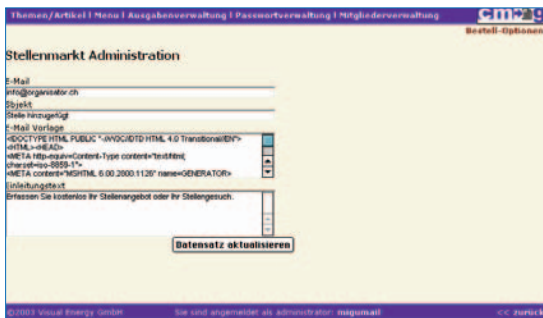 Themen/Artikel | Menu | Ausgabenverwaltung | Passwortverwaltung | Mitgliederverwaltung
Bestell-Optionen
Stellenmarkt Administration
E-Mail
info@organisator.ch
Objekt
Stelle hinzugefügt
E-Mail Vorlage
<!DOCTYPE HTML PUBLIC "-//W3C//DTD HTML 4.0 Transitional//EN">
<HTML><HEAD>
<META http-equiv=Content-Type content="text/html;
charset=iso-8859-1">
<META content="MSHTML 6.00.2800.1126" name=GENERATOR>
Einleitungstext
Erfassen Sie kostenlos Ihr Stellenangebot oder Ihr Stellengesuch.
Datensatz aktualisieren
©2003 Visual Energy GmbH Sie sind angemeldet als administrator: migumail << zurück